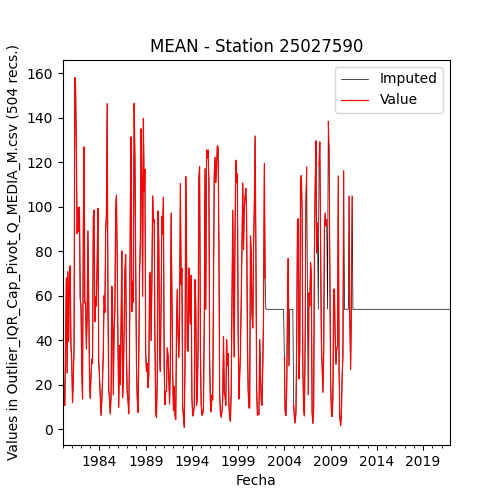 MEAN - Station 25027590
Values in Outlier_IQR_Cap_Pivot_Q_MEDIA_M.csv (504 recs.)
160
140
120
100
80
60
40
20
0
Imputed
Value
1984 1989 1994 1999 2004 2009 2014 2019
Fecha